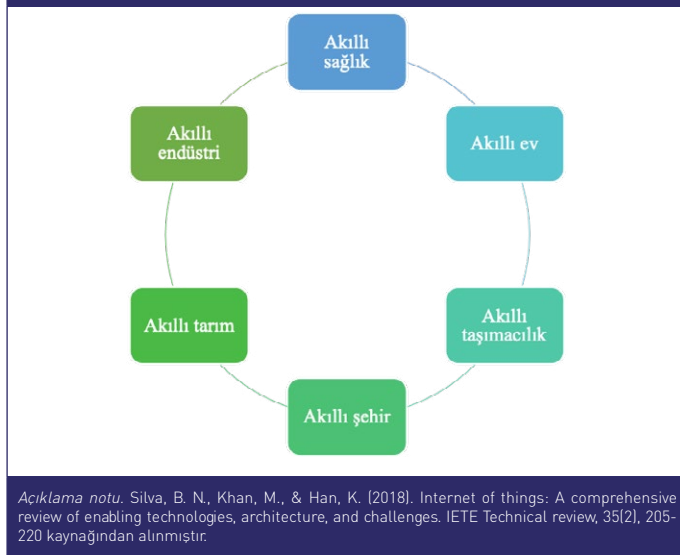 Akıllı
sağlık
Akıllı ev
Akıllı
taşımacılık
Akıllı şehir
Akıllı tarım
Akıllı
endüstri
Açıklama notu. Silva, B. N., Khan, M., & Han, K. (2018). Internet of things: A comprehensive
review of enabling technologies, architecture, and challenges. IETE Technical review, 35(2), 205-
220 kaynağından alınmıştır.